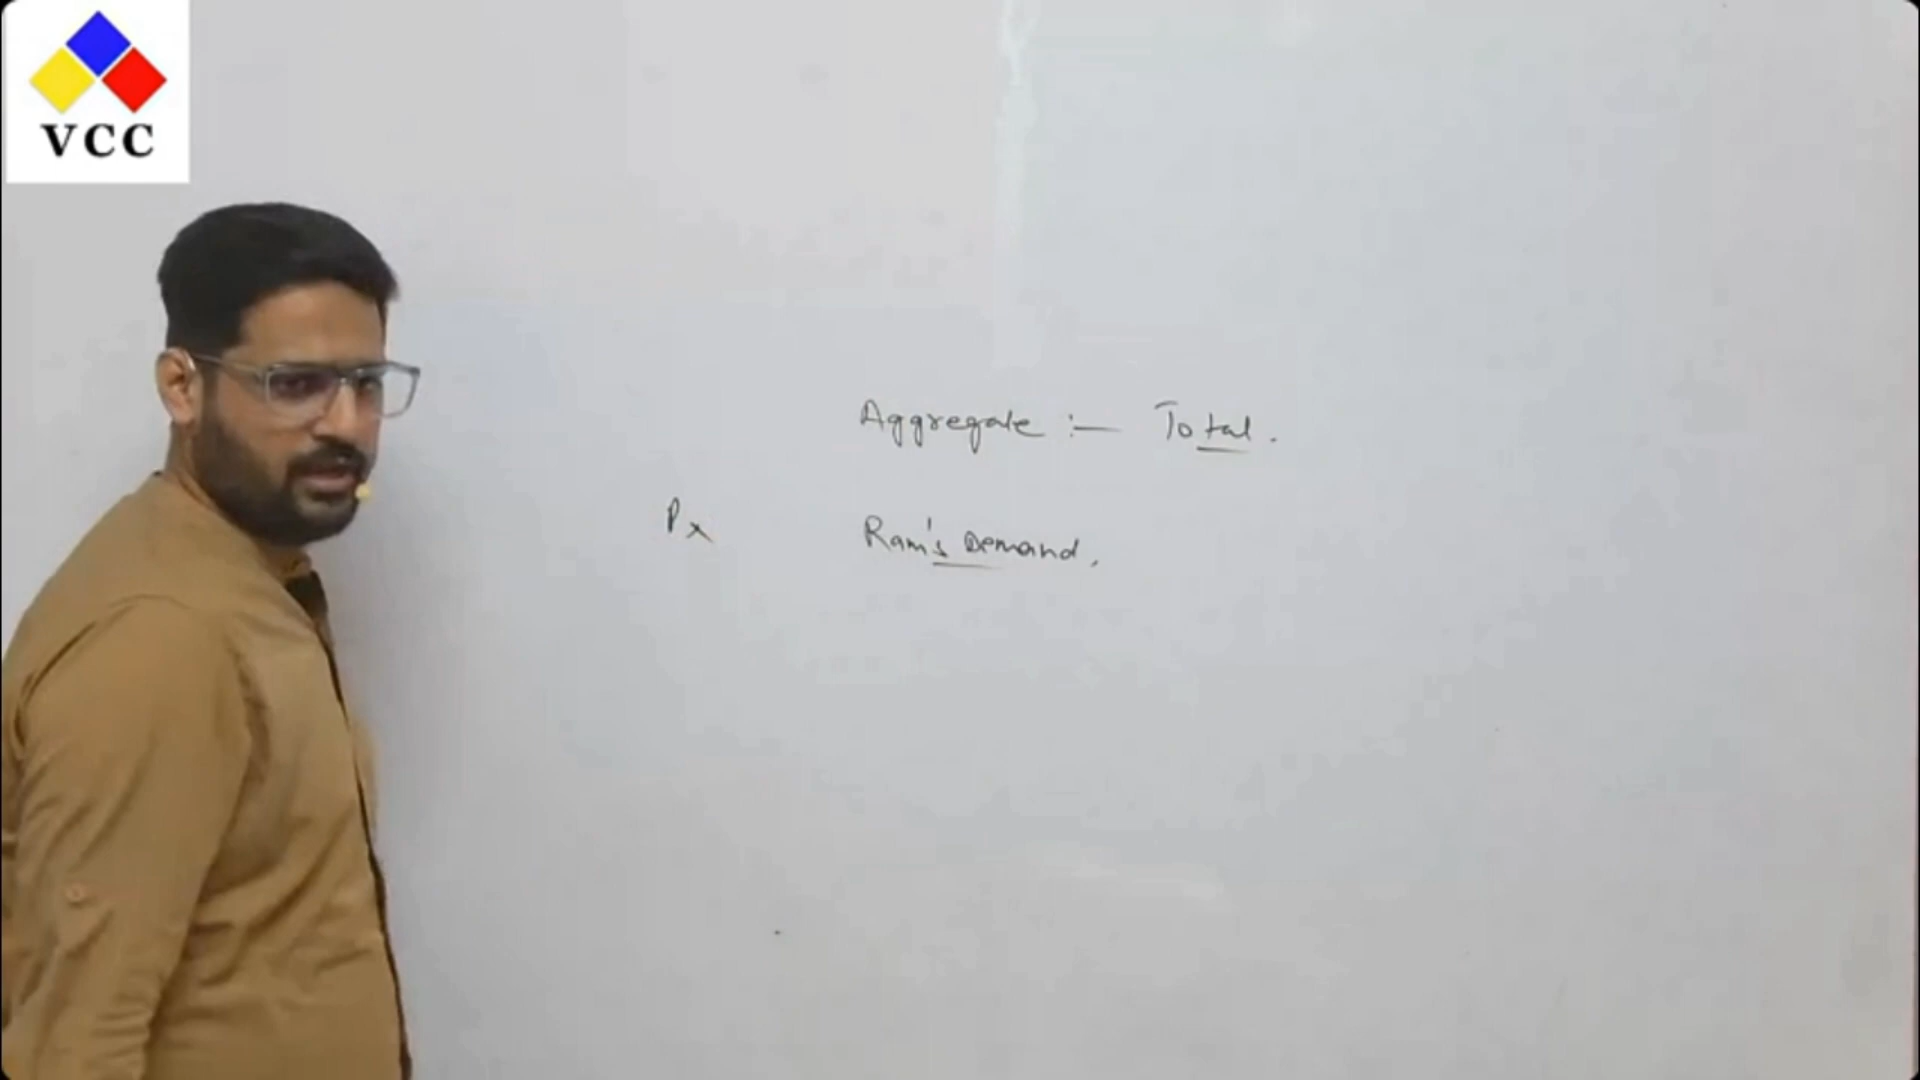 VCC
Aggregate :- Total.
Px
Ram's Demand.